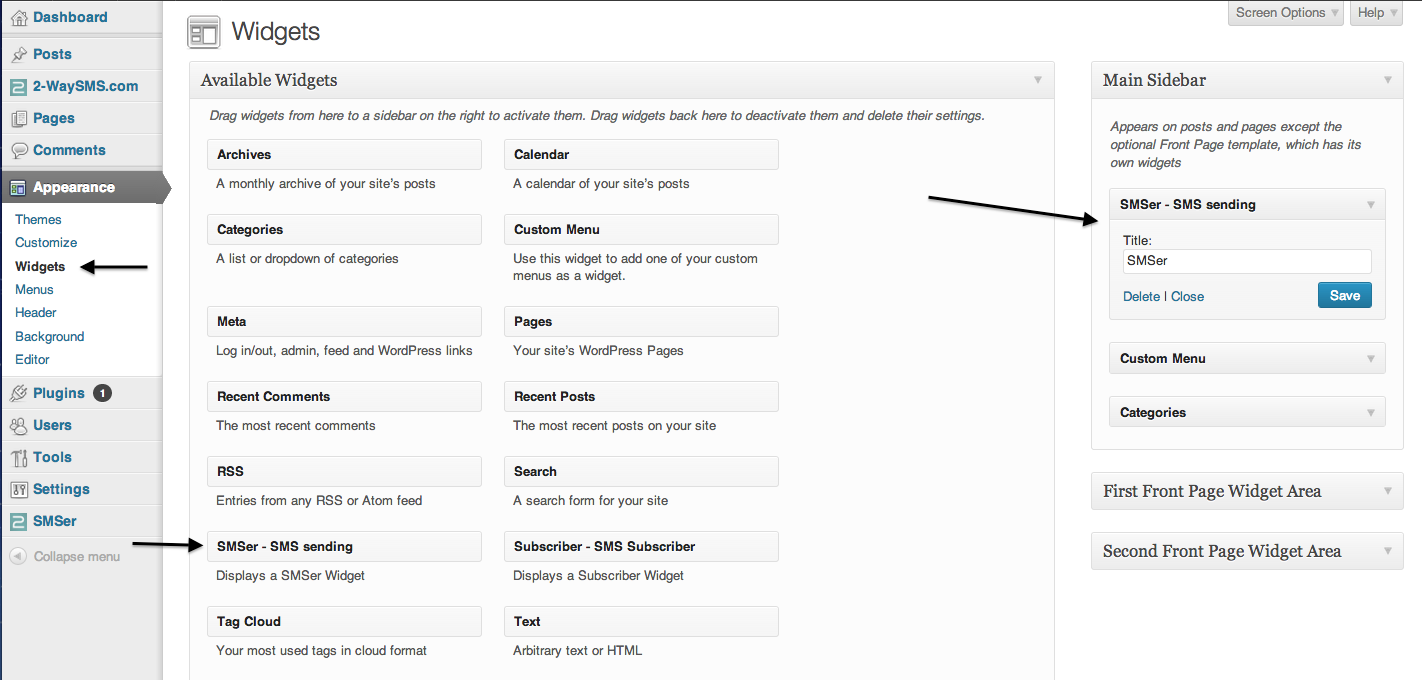 Dashboard
Posts
2-WaySMS.com
Pages
Comments
Appearance
Themes
Customize
Widgets
Menus
Header
Background
Editor
Plugins 1
Users
Tools
Settings
SMSer
Collapse menu
Screen Options
Help
Widgets
Available Widgets
Drag widgets from here to a sidebar on the right to activate them. Drag widgets back here to deactivate them and delete their settings.
Archives
A monthly archive of your site's posts
Calendar
A calendar of your site's posts
Categories
A list or dropdown of categories
Custom Menu
Use this widget to add one of your custom
menus as a widget.
Meta
Log in/out, admin, feed and WordPress links
Pages
Your site's WordPress Pages
Recent Comments
The most recent comments
Recent Posts
The most recent posts on your site
RSS
Entries from any RSS or Atom feed
Search
A search form for your site
SMSer - SMS sending
Displays a SMSer Widget
Subscriber - SMS Subscriber
Displays a Subscriber Widget
Tag Cloud
Your most used tags in cloud format
Text
Arbitrary text or HTML
Main Sidebar
Appears on posts and pages except the
optional Front Page template, which has its
own widgets
SMSer - SMS sending
Title:
SMSer
Delete | Close
Save
Custom Menu
Categories
First Front Page Widget Area
Second Front Page Widget Area